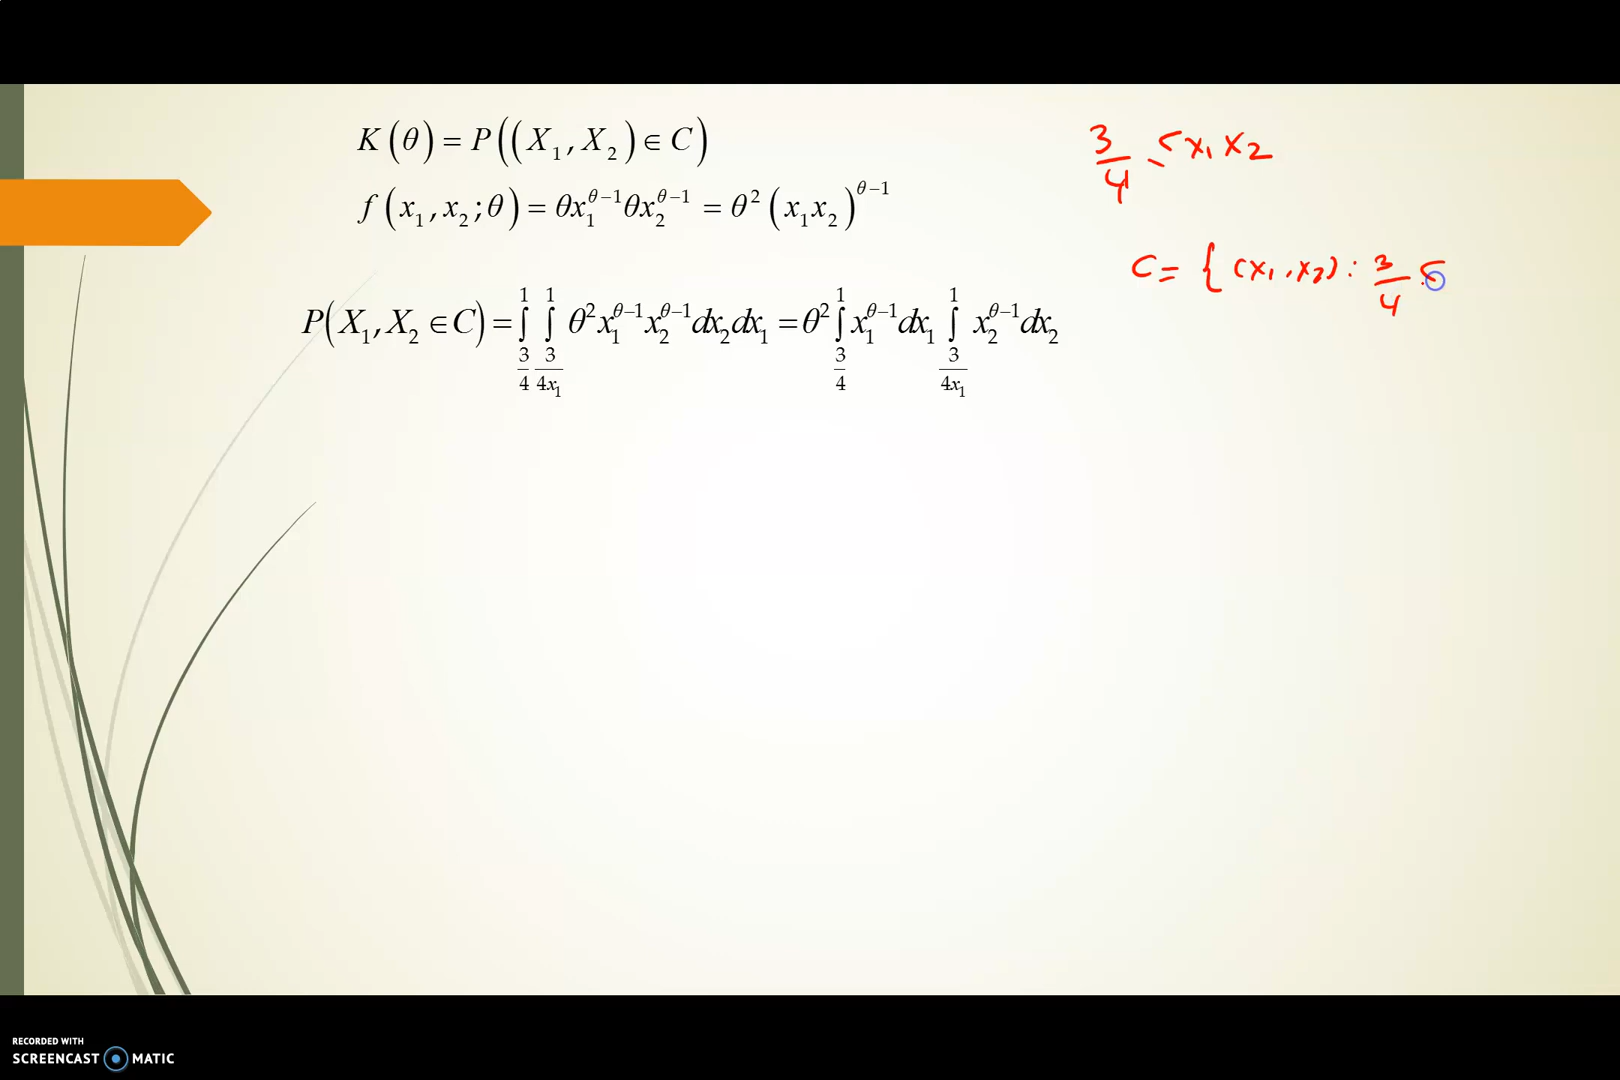 K(θ) = P((X₁, X₂) ∈ C)
f(x₁, x₂; θ) = θx₁^{θ−1}θx₂^{θ−1} = θ²(x₁x₂)^{θ−1}
P(X₁, X₂ ∈ C) = ∫_{3/4}^{1} ∫_{3/(4x₁)}^{1} θ²x₁^{θ−1}x₂^{θ−1}dx₂dx₁ = θ² ∫_{3/4}^{1} x₁^{θ−1}dx₁ ∫_{3/(4x₁)}^{1} x₂^{θ−1}dx₂
3/4 ≤ x₁ x₂
C = { (x₁, x₂) : 3/4 ≤
RECORDED WITH
SCREENCAST MATIC